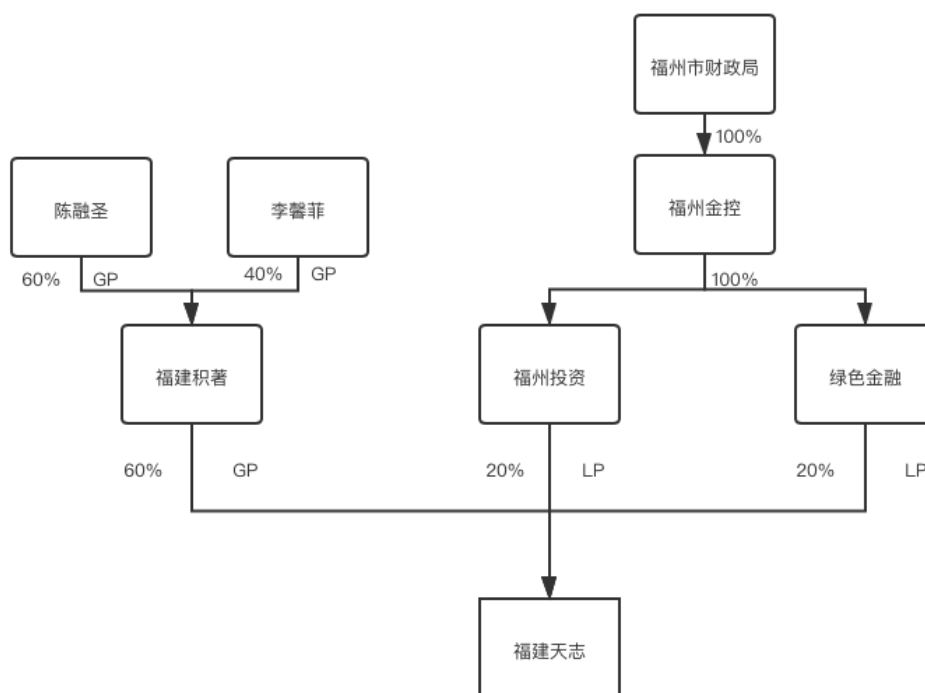 福州市财政局
100%
陈融圣
李馨菲
福州金控
60%
GP
40%
GP
100%
福建积著
福州投资
绿色金融
60%
GP
20%
LP
20%
LP
福建天志